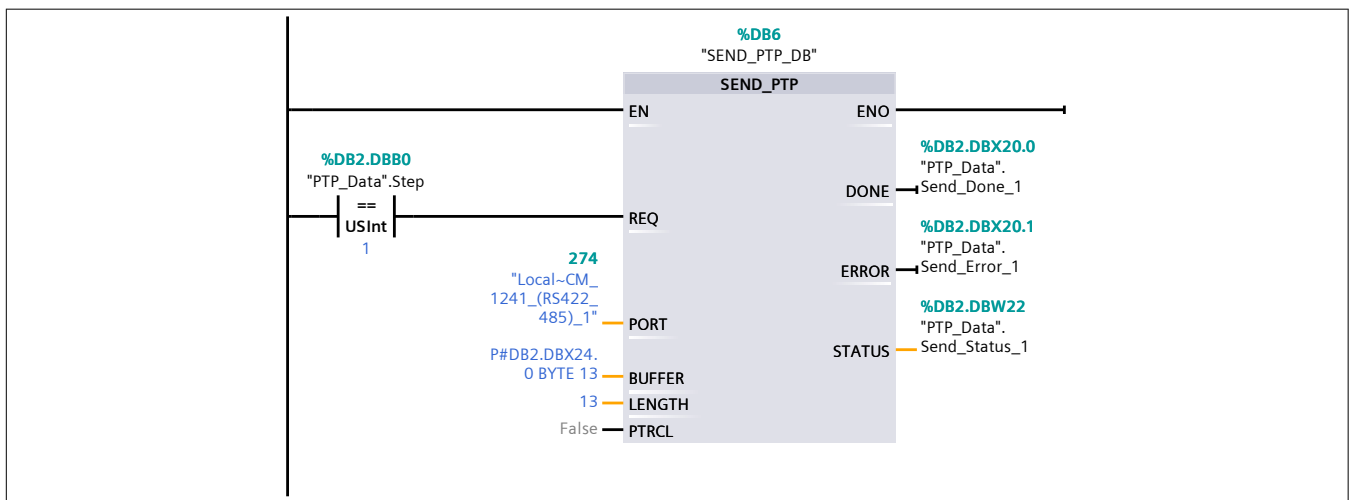 %DB6
"SEND_PTP_DB"
SEND_PTP
EN
ENO
%DB2.DBX20.0
"PTP_Data".
Send_Done_1
DONE
%DB2.DBB0
"PTP_Data".Step
==
USInt
1
REQ
%DB2.DBX20.1
"PTP_Data".
Send_Error_1
ERROR
274
"Local~CM_
1241_(RS422_
485)_1"
PORT
%DB2.DBW22
"PTP_Data".
Send_Status_1
STATUS
P#DB2.DBX24.
0 BYTE 13
BUFFER
13
LENGTH
False
PTRCL